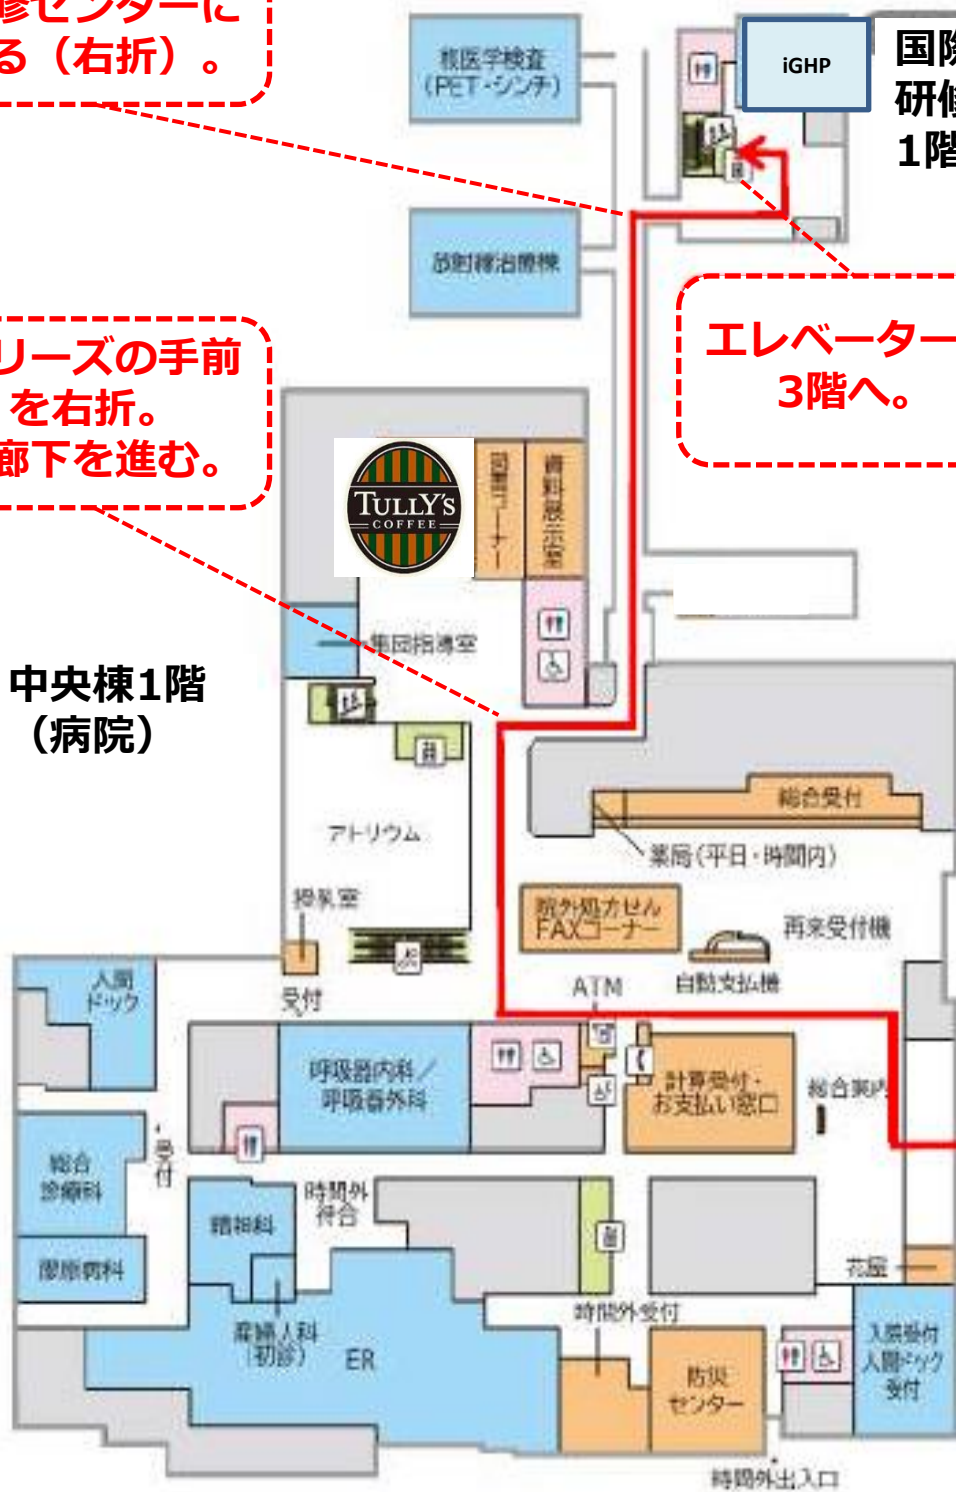 修センターに
る（右折）。
核医学検査
（PET・シンチ）
iGHP
国際
研修
1階
放射線治療棟
エレベーター
3階へ。
リーズの手前
を右折。
廊下を進む。
TULLY'S
COFFEE
図書コーナー
資料展示室
集団指導室
中央棟1階
（病院）
総合受付
薬局(平日・時間内)
アトリウム
授乳室
院外処方せん
FAXコーナー
再来受付機
自動支払機
ATM
人間
ドック
受付
呼吸器内科／
呼吸器外科
計算受付・
お支払い窓口
総合案内
総合
診療科
受付
膠原病科
精神科
時間外
待合
花屋
産婦人科
(初診)
ER
時間外受付
防災
センター
入院受付
人間ドック
受付
時間外出入口